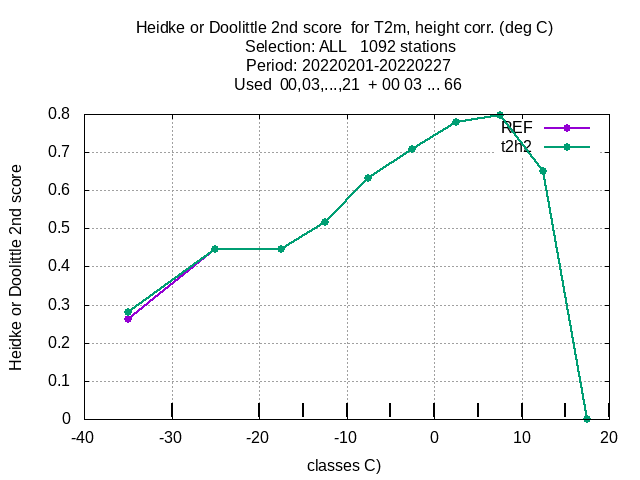 Heidke or Doolittle 2nd score  for T2m, height corr. (deg C)
Selection: ALL   1092 stations
Period: 20220201-20220227
Used  00,03,...,21  + 00 03 ... 66
REF
t2h2
Heidke or Doolittle 2nd score
0.8
0.7
0.6
0.5
0.4
0.3
0.2
0.1
0
-40 -30 -20 -10 0 10 20
classes C)